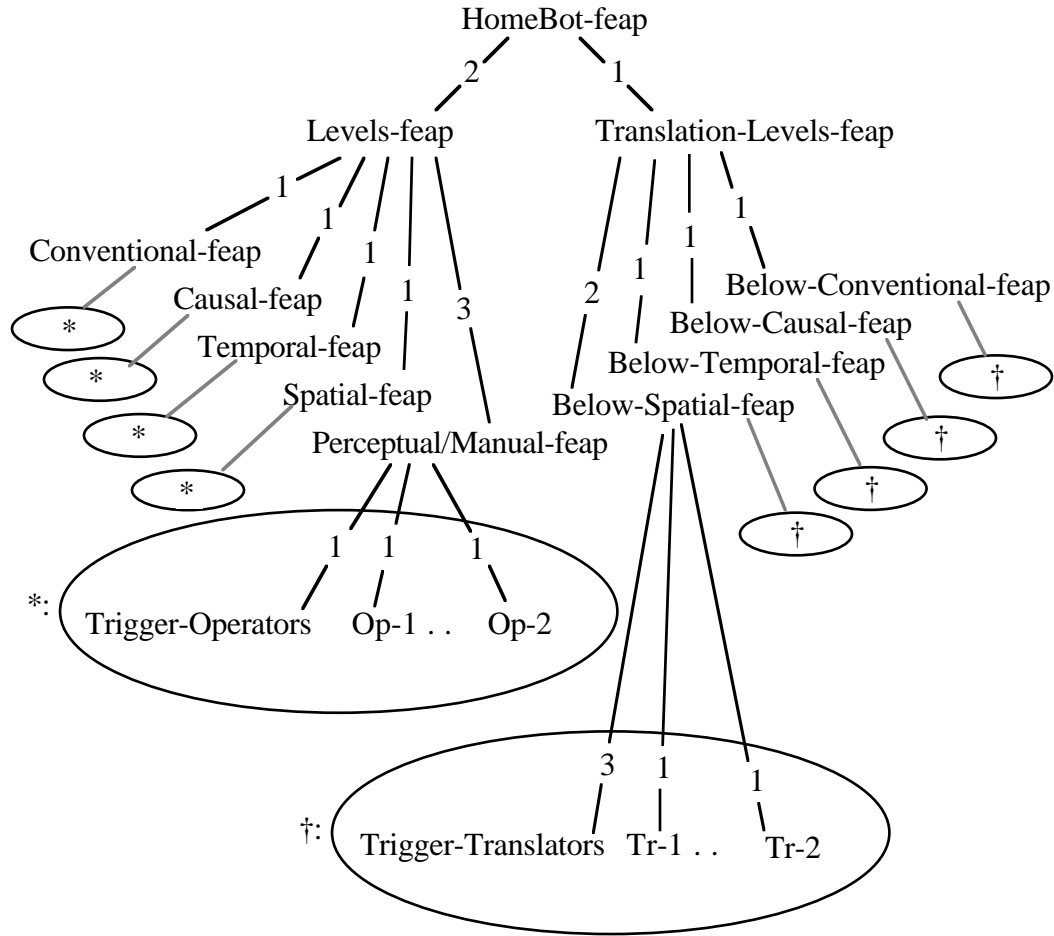 HomeBot-feap
2 1
Levels-feap Translation-Levels-feap
1 1 1 1 3 2 1 1 1
Conventional-feap
Causal-feap
Temporal-feap
Spatial-feap
Perceptual/Manual-feap
Below-Conventional-feap
Below-Causal-feap
Below-Temporal-feap
Below-Spatial-feap
* * * *
† † † †
1 1 1
*: Trigger-Operators Op-1 . . Op-2
3 1 1
†: Trigger-Translators Tr-1 . . Tr-2